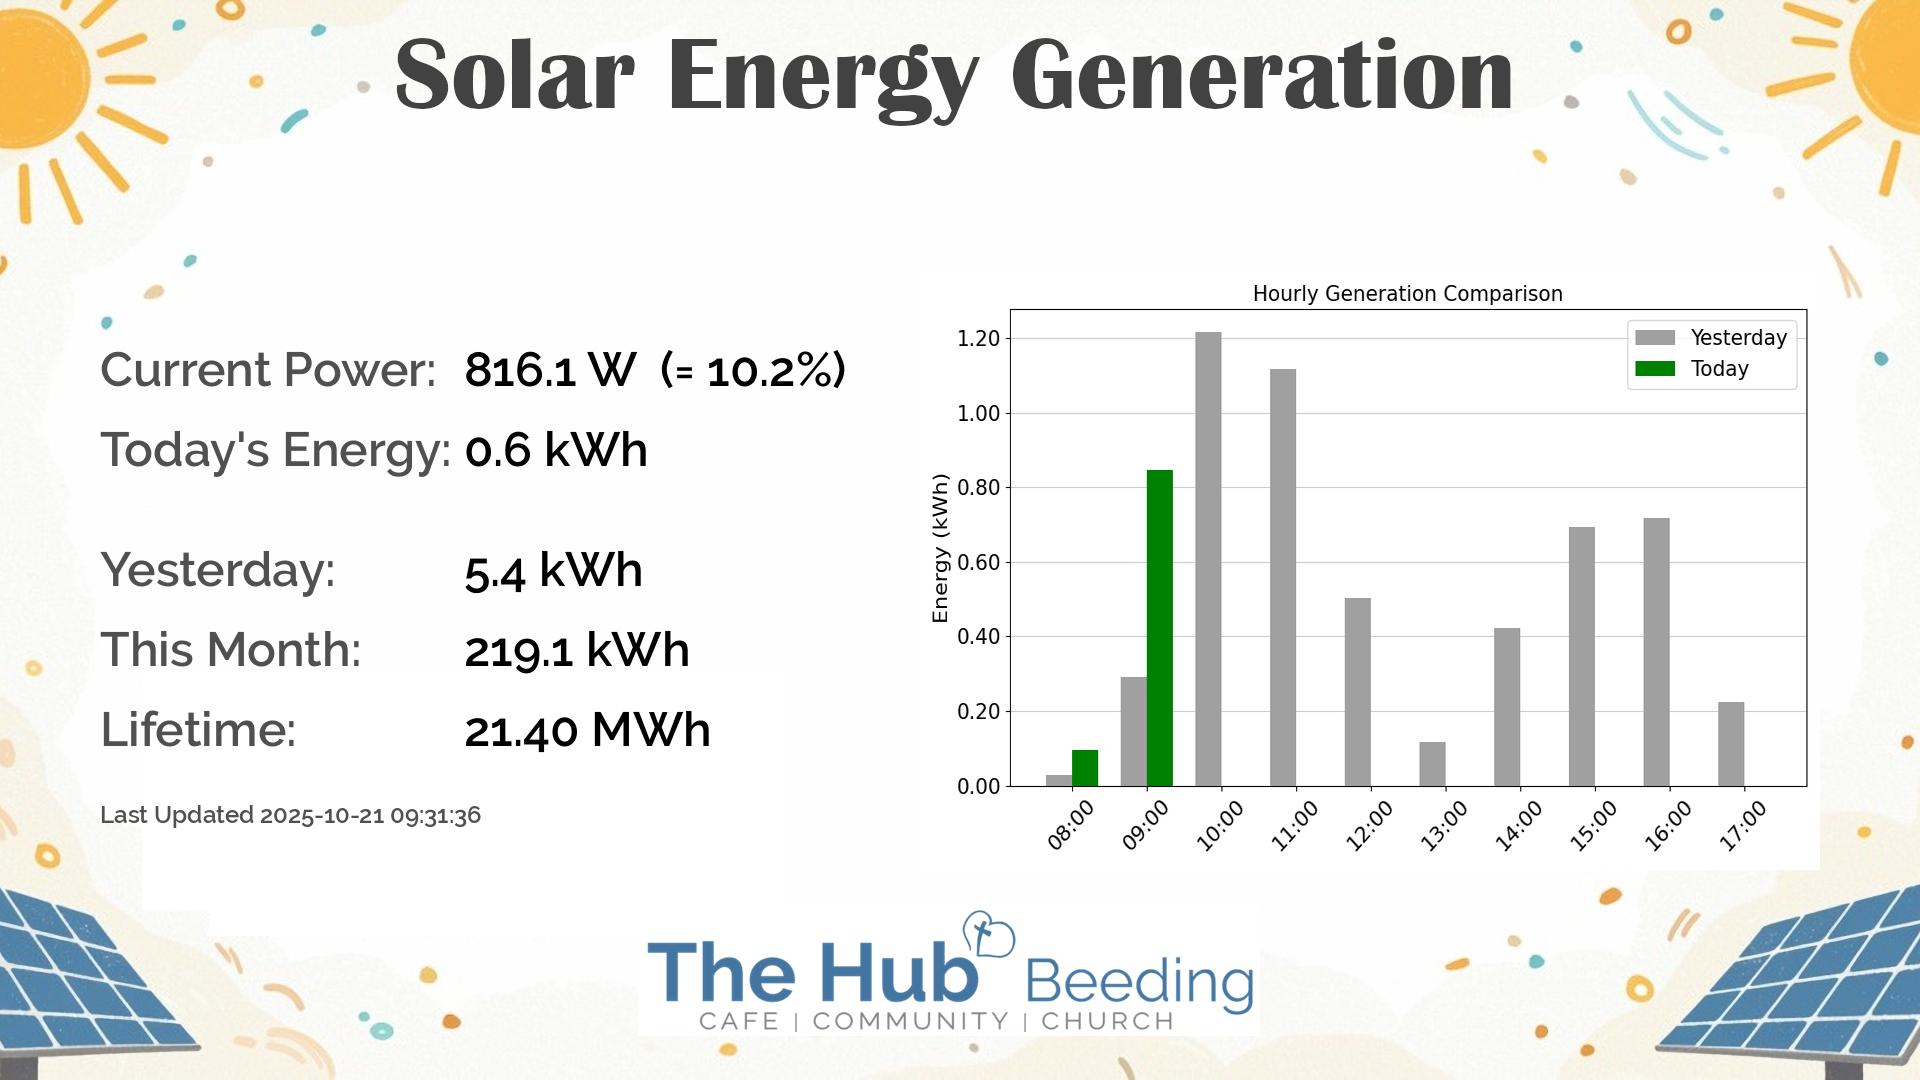 Solar Energy Generation
Current Power: 816.1 W (= 10.2%)
Today's Energy: 0.6 kWh
Yesterday: 5.4 kWh
This Month: 219.1 kWh
Lifetime: 21.40 MWh
Last Updated 2025-10-21 09:31:36
Hourly Generation Comparison
Yesterday
Today
Energy (kWh)
1.20
1.00
0.80
0.60
0.40
0.20
0.00
08:00 09:00 10:00 11:00 12:00 13:00 14:00 15:00 16:00 17:00
The Hub Beeding
CAFE | COMMUNITY | CHURCH